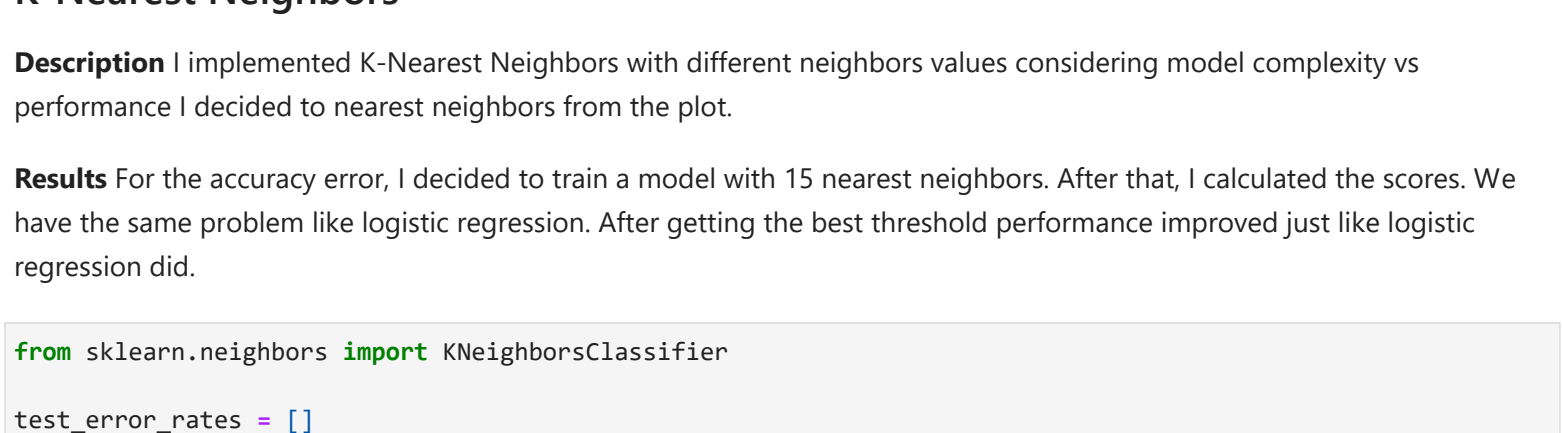 K-Nearest Neighbors
Description I implemented K-Nearest Neighbors with different neighbors values considering model complexity vs
performance I decided to nearest neighbors from the plot.
Results For the accuracy error, I decided to train a model with 15 nearest neighbors. After that, I calculated the scores. We
have the same problem like logistic regression. After getting the best threshold performance improved just like logistic
regression did.
from sklearn.neighbors import KNeighborsClassifier
test_error_rates = []